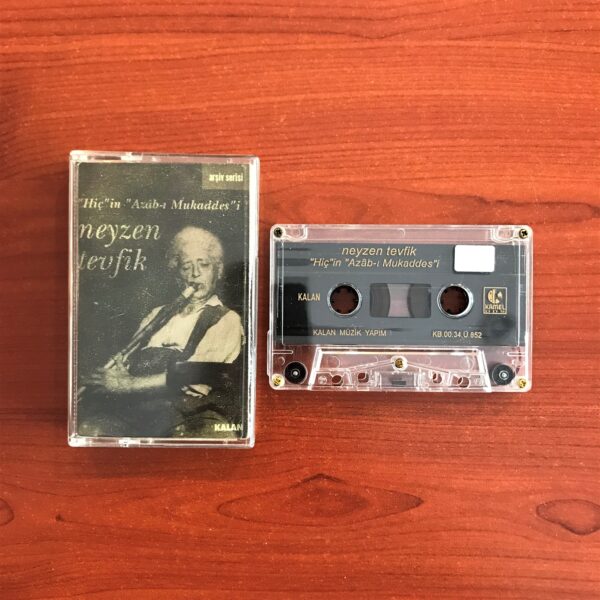 arşiv serisi
"Hiç"in "Azâb-ı Mukaddes"i
neyzen
tevfik
KALAN
neyzen tevfik
"Hiç"in "Azâb-ı Mukaddes"i
KALAN
KAMEL
KALAN MÜZİK YAPIM
KB.00.34.Ü.852